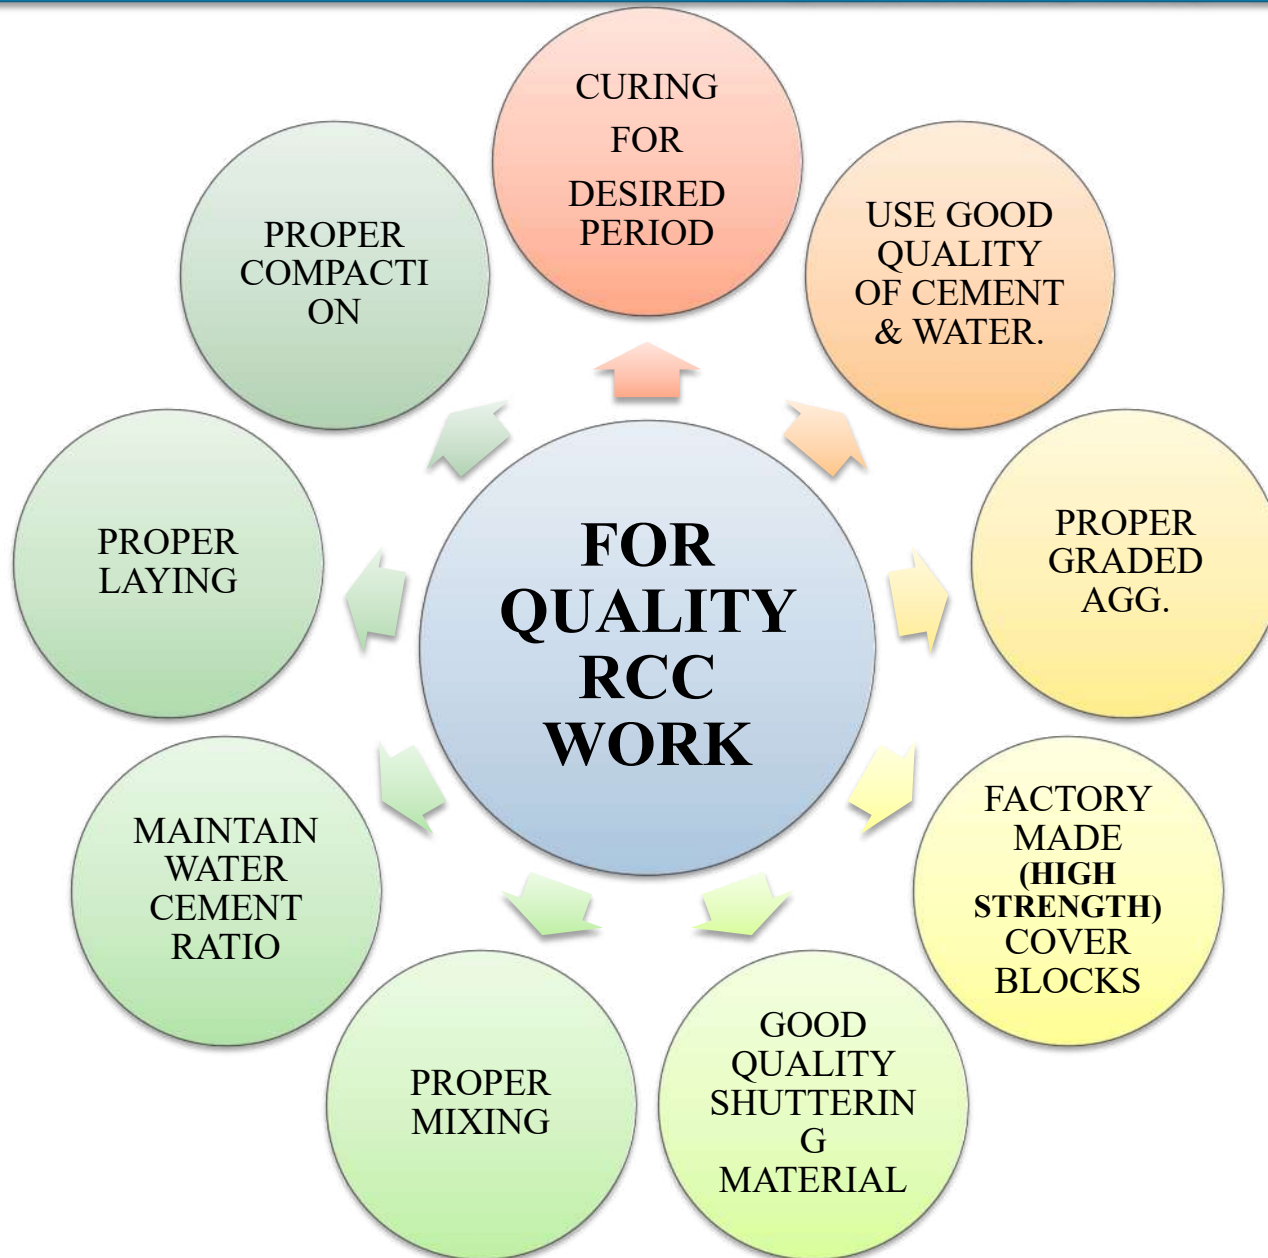 CURING
FOR
DESIRED
PERIOD
USE GOOD
QUALITY
OF CEMENT
& WATER.
PROPER
GRADED
AGG.
FACTORY
MADE
(HIGH
STRENGTH)
COVER
BLOCKS
GOOD
QUALITY
SHUTTERIN
G
MATERIAL
PROPER
MIXING
MAINTAIN
WATER
CEMENT
RATIO
PROPER
LAYING
PROPER
COMPACTI
ON
FOR
QUALITY
RCC
WORK